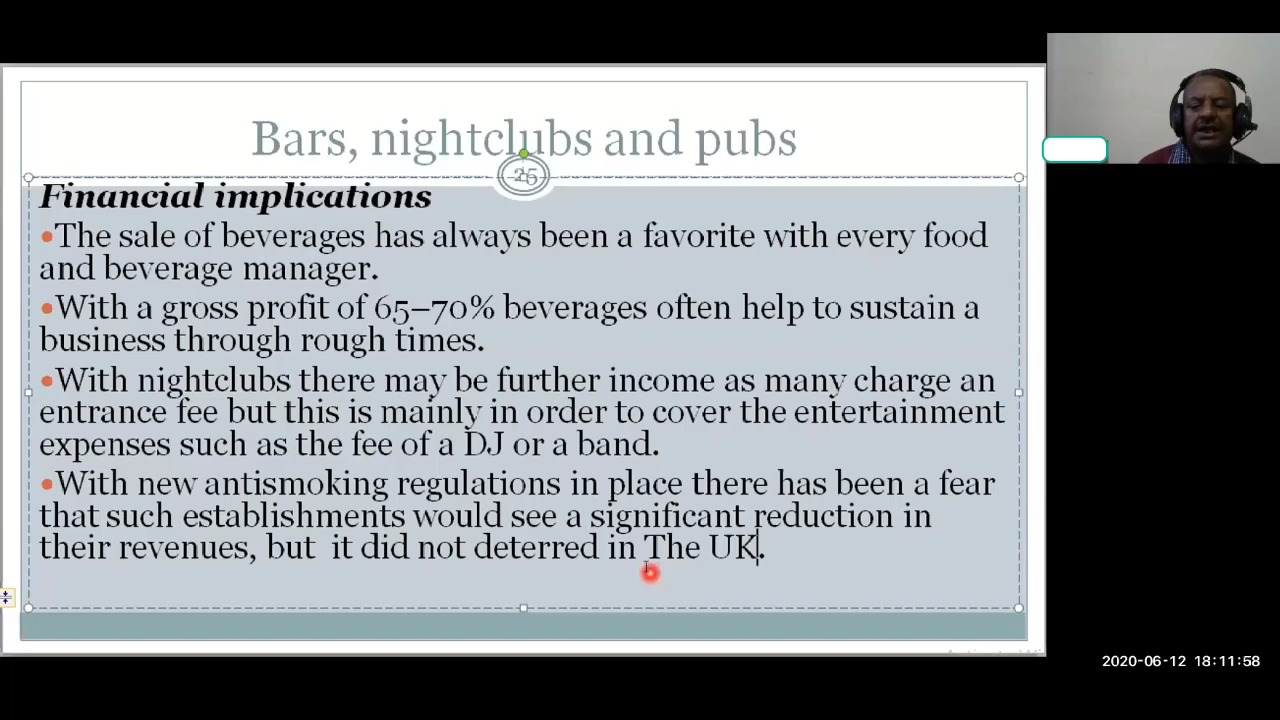 Bars, nightclubs and pubs
25
Financial implications
•The sale of beverages has always been a favorite with every food
and beverage manager.
•With a gross profit of 65–70% beverages often help to sustain a
business through rough times.
•With nightclubs there may be further income as many charge an
entrance fee but this is mainly in order to cover the entertainment
expenses such as the fee of a DJ or a band.
•With new antismoking regulations in place there has been a fear
that such establishments would see a significant reduction in
their revenues, but  it did not deterred in The UK.
2020-06-12 18:11:58